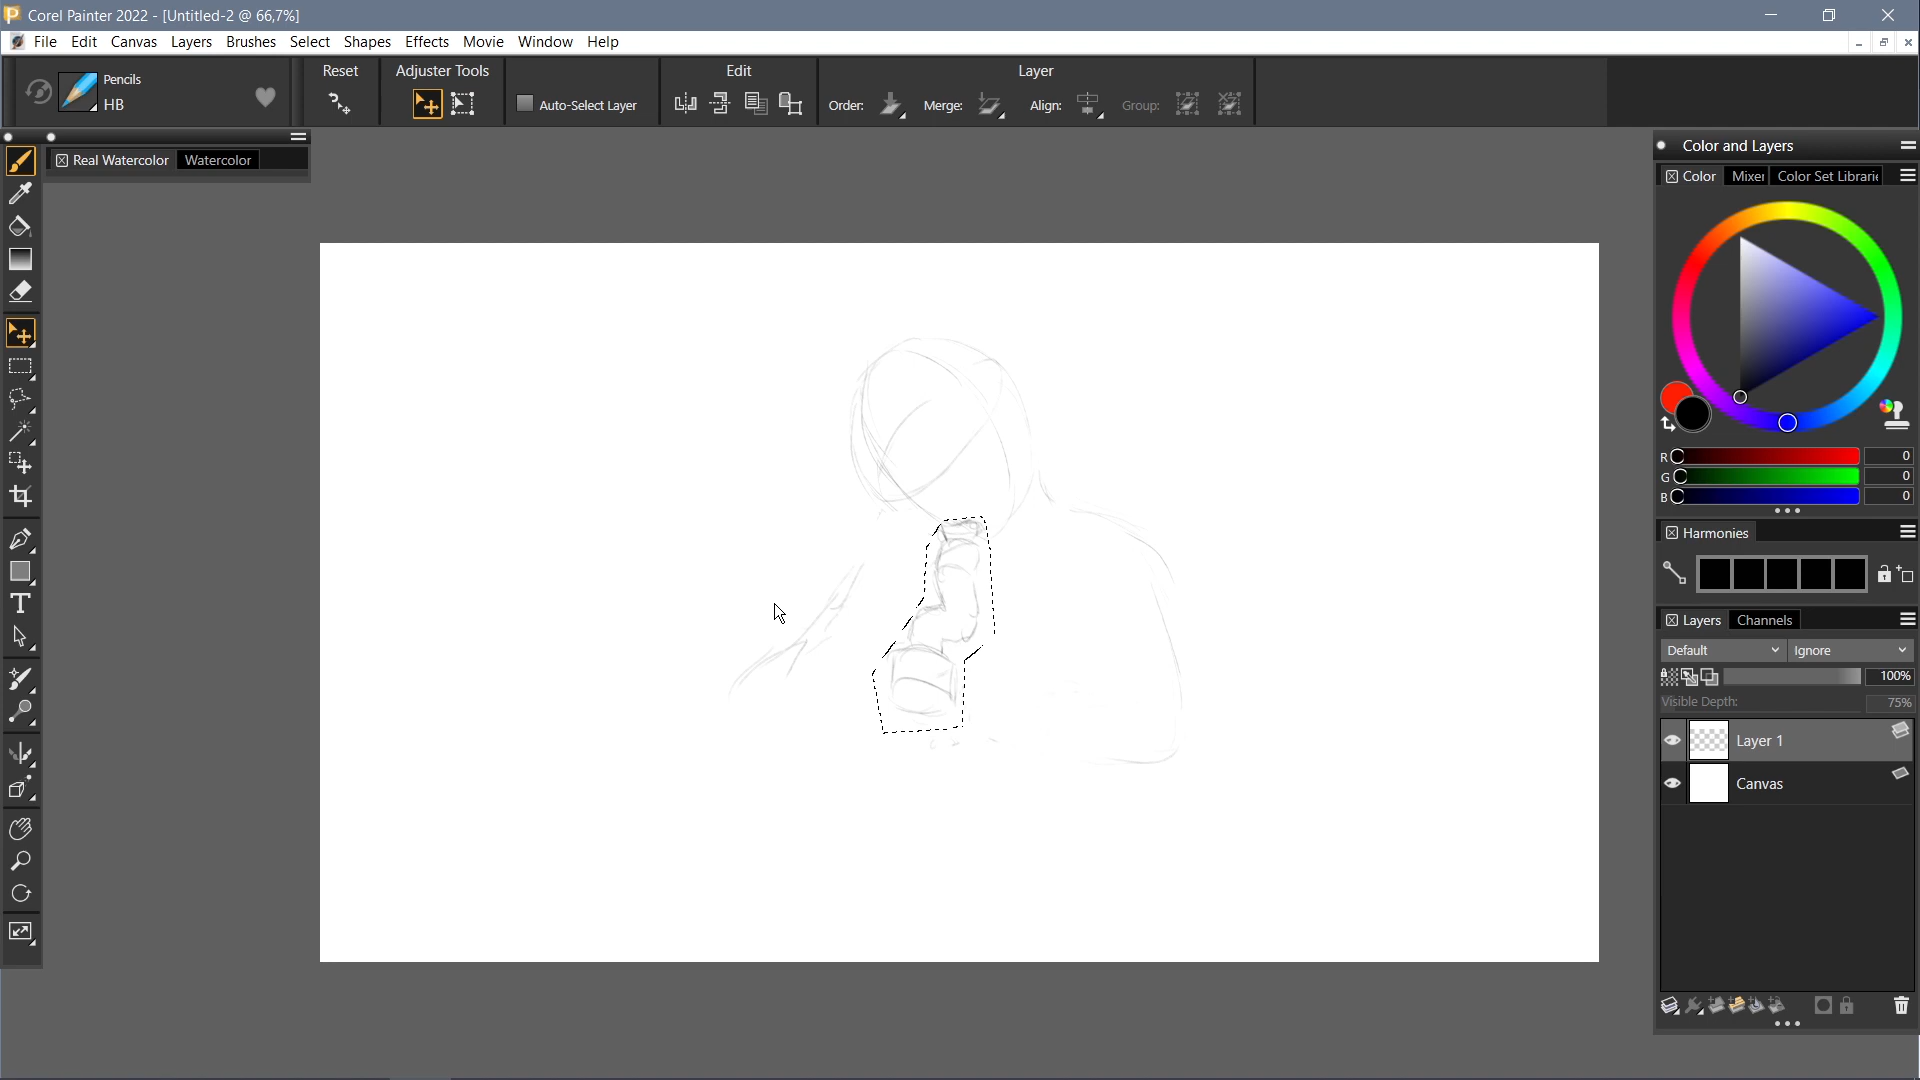 Corel Painter 2022 - [Untitled-2 @ 66,7%]
File Edit Canvas Layers Brushes Select Shapes Effects Movie Window Help
Pencils
HB
Reset
Adjuster Tools
Auto-Select Layer
Edit
Layer
Order:
Merge:
Align:
Group:
Real Watercolor
Watercolor
Color and Layers
Color
Mixer
Color Set Librarie
R 0
G 0
B 0
Harmonies
Layers
Channels
Default
Ignore
100%
Visible Depth:
75%
Layer 1
Canvas
T